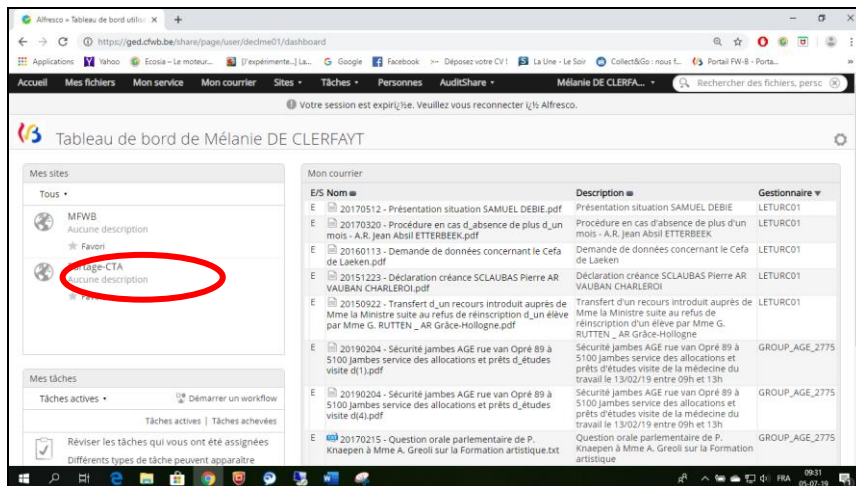 Alfresco » Tableau de bord utilis
https://ged.cfwb.be/share/page/user/declme01/dashboard
Applications Yahoo Ecosia – Le moteur... [l'expérimente...] La... G Google Facebook Déposez votre CV ! La Une - Le Soir Collect&Go : nous f... Portail FW-B - Porta... »
Accueil Mes fichiers Mon service Mon courrier Sites Tâches Personnes AuditShare Mélanie DE CLERFA... Rechercher des fichiers, persc
Votre session est expirï¿½e. Veuillez vous reconnecter ï¿½ Alfresco.
Tableau de bord de Mélanie DE CLERFAYT
Mes sites
Tous
MFWB
Aucune description
Favori
Partage-CTA
Aucune description
Favori
Mes tâches
Tâches actives Démarrer un workflow
Tâches actives | Tâches achevées
Réviser les tâches qui vous ont été assignées
Différents types de tâche peuvent apparaître
Mon courrier
E/S Nom Description Gestionnaire
E 20170512 - Présentation situation SAMUEL DEBIE.pdf Présentation situation SAMUEL DEBIE LETURC01
E 20170320 - Procédure en cas d_absence de plus d_un Procédure en cas d'absence de plus d'un LETURC01
mois - A.R. Jean Absil ETTERBEEK.pdf mois - A.R. Jean Absil ETTERBEEK
E 20160113 - Demande de données concernant le Cefa Demande de données concernant le Cefa LETURC01
de Laeken.pdf de Laeken
E 20151223 - Déclaration créance SCLAUBAS Pierre AR Déclaration créance SCLAUBAS Pierre AR LETURC01
VAUBAN CHARLEROI.pdf VAUBAN CHARLEROI
E 20150922 - Transfert d_un recours introduit auprès de Transfert d'un recours introduit auprès de LETURC01
Mme la Ministre suite au refus de réinscription d_un élève Mme la Ministre suite au refus de
par Mme G. RUTTEN _ AR Grâce-Hollogne.pdf réinscription d'un élève par Mme G.
RUTTEN _ AR Grâce-Hollogne
E 20190204 - Sécurité jambes AGE rue van Opré 89 à Sécurité jambes AGE rue van Opré 89 à GROUP_AGE_2775
5100 Jambes service des allocations et prêts d_études 5100 Jambes service des allocations et
visite d(1).pdf prêts d'études visite de la médecine du
travail le 13/02/19 entre 09h et 13h
E 20190204 - Sécurité jambes AGE rue van Opré 89 à Sécurité jambes AGE rue van Opré 89 à GROUP_AGE_2775
5100 Jambes service des allocations et prêts d_études 5100 Jambes service des allocations et
visite d(4).pdf prêts d'études visite de la médecine du
travail le 13/02/19 entre 09h et 13h
E 20170215 - Question orale parlementaire de P. Question orale parlementaire de P. GROUP_AGE_2775
Knaepen à Mme A. Greoli sur la Formation artistique.txt Knaepen à Mme A. Greoli sur la Formation
artistique
FRA 09:31
05-07-19